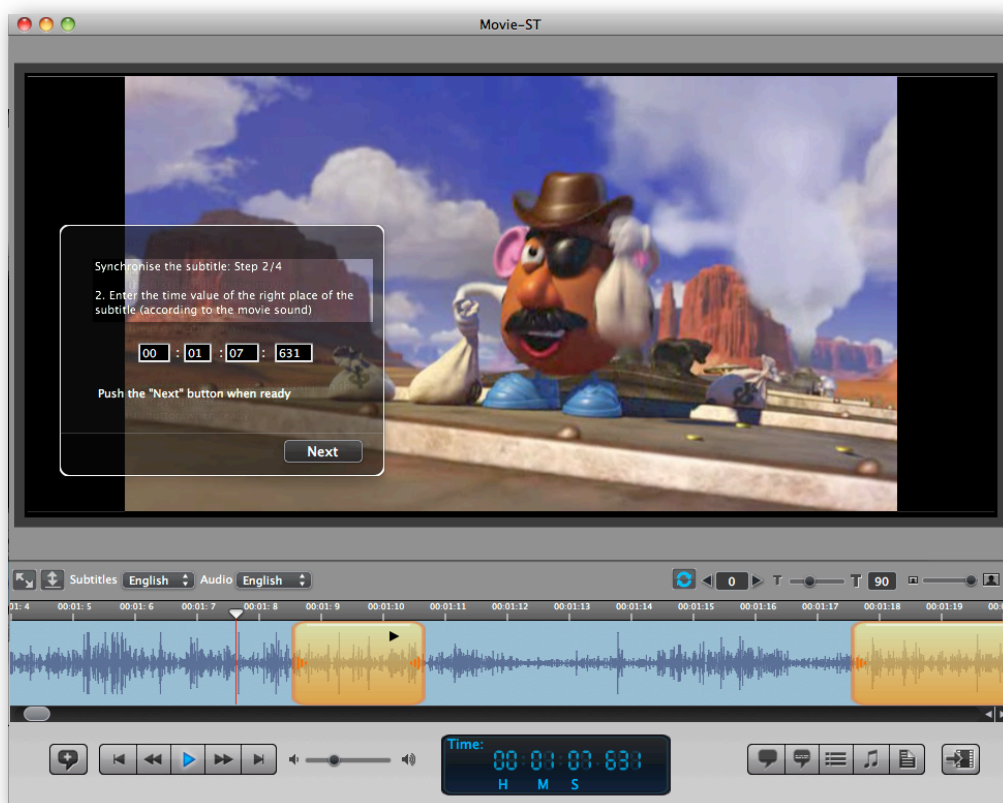 Movie-ST
Synchronise the subtitle: Step 2/4
2. Enter the time value of the right place of the
subtitle (according to the movie sound)
00 : 01 : 07 : 631
Push the "Next" button when ready
Next
Subtitles English Audio English 0 T T 90
01: 4 00:01: 5 00:01: 6 00:01: 7 00:01: 8 00:01: 9 00:01:10 00:01:11 00:01:12 00:01:13 00:01:14 00:01:15 00:01:16 00:01:17 00:01:18 00:01:19 00:0
Time:
00:01:07:631
H M S